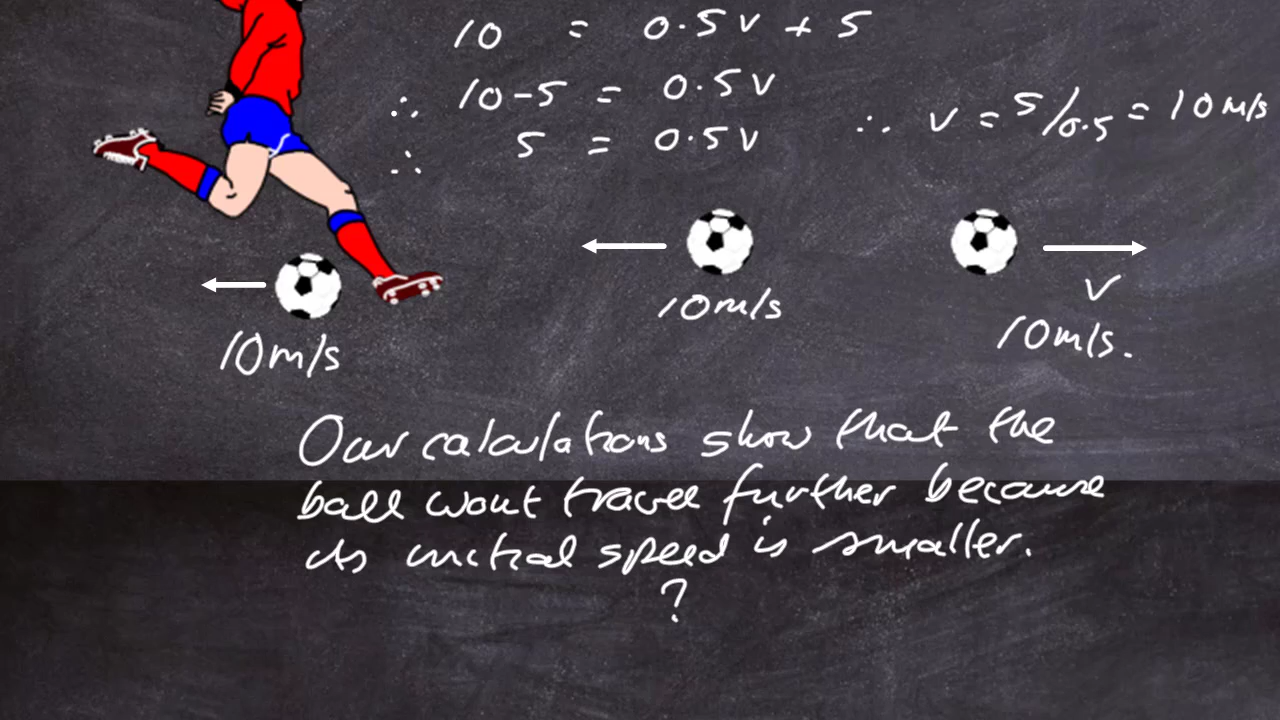 10 = 0.5v + 5
∴ 10-5 = 0.5v
∴ 5 = 0.5v ∴ v = 5/0.5 = 10m/s
10m/s
v
10m/s
10m/s.
Our calculations show that the
ball wont travel further because
its initial speed is smaller.
?